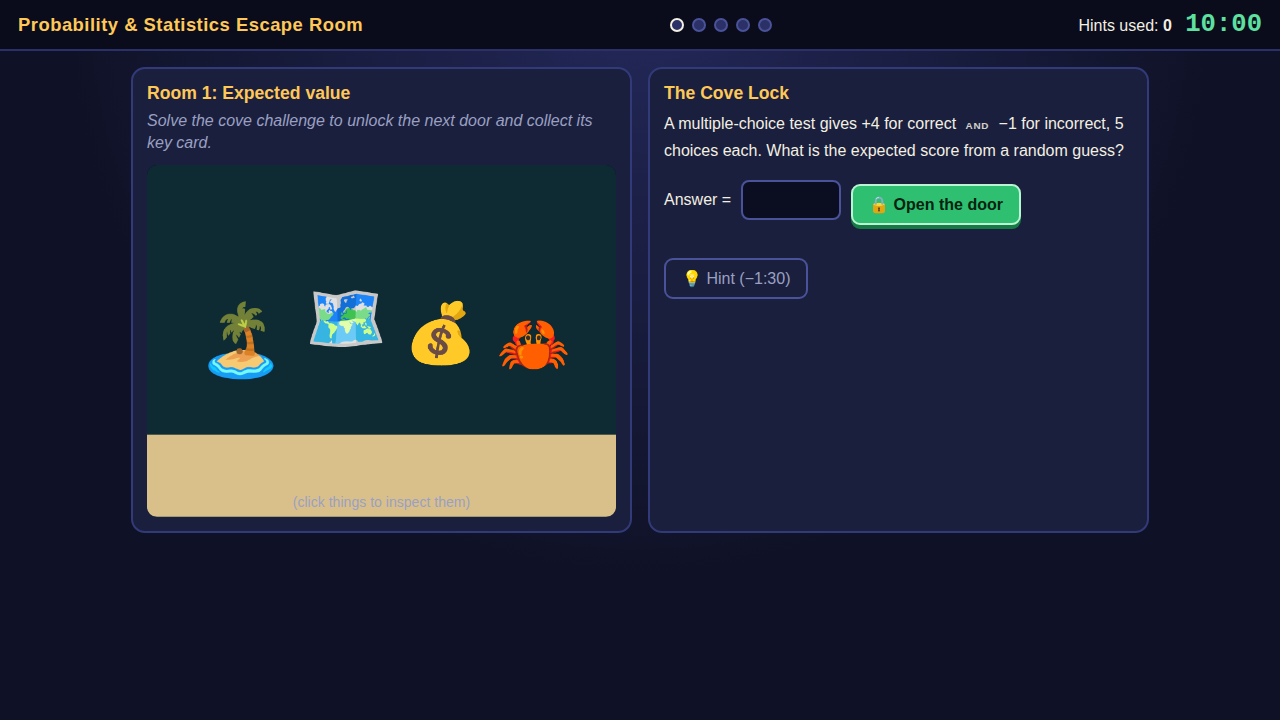 Probability & Statistics Escape Room
Hints used: 0 10:00
Room 1: Expected value
Solve the cove challenge to unlock the next door and collect its
key card.
(click things to inspect them)
The Cove Lock
A multiple-choice test gives +4 for correct AND −1 for incorrect, 5
choices each. What is the expected score from a random guess?
Answer =
🔒 Open the door
💡 Hint (−1:30)